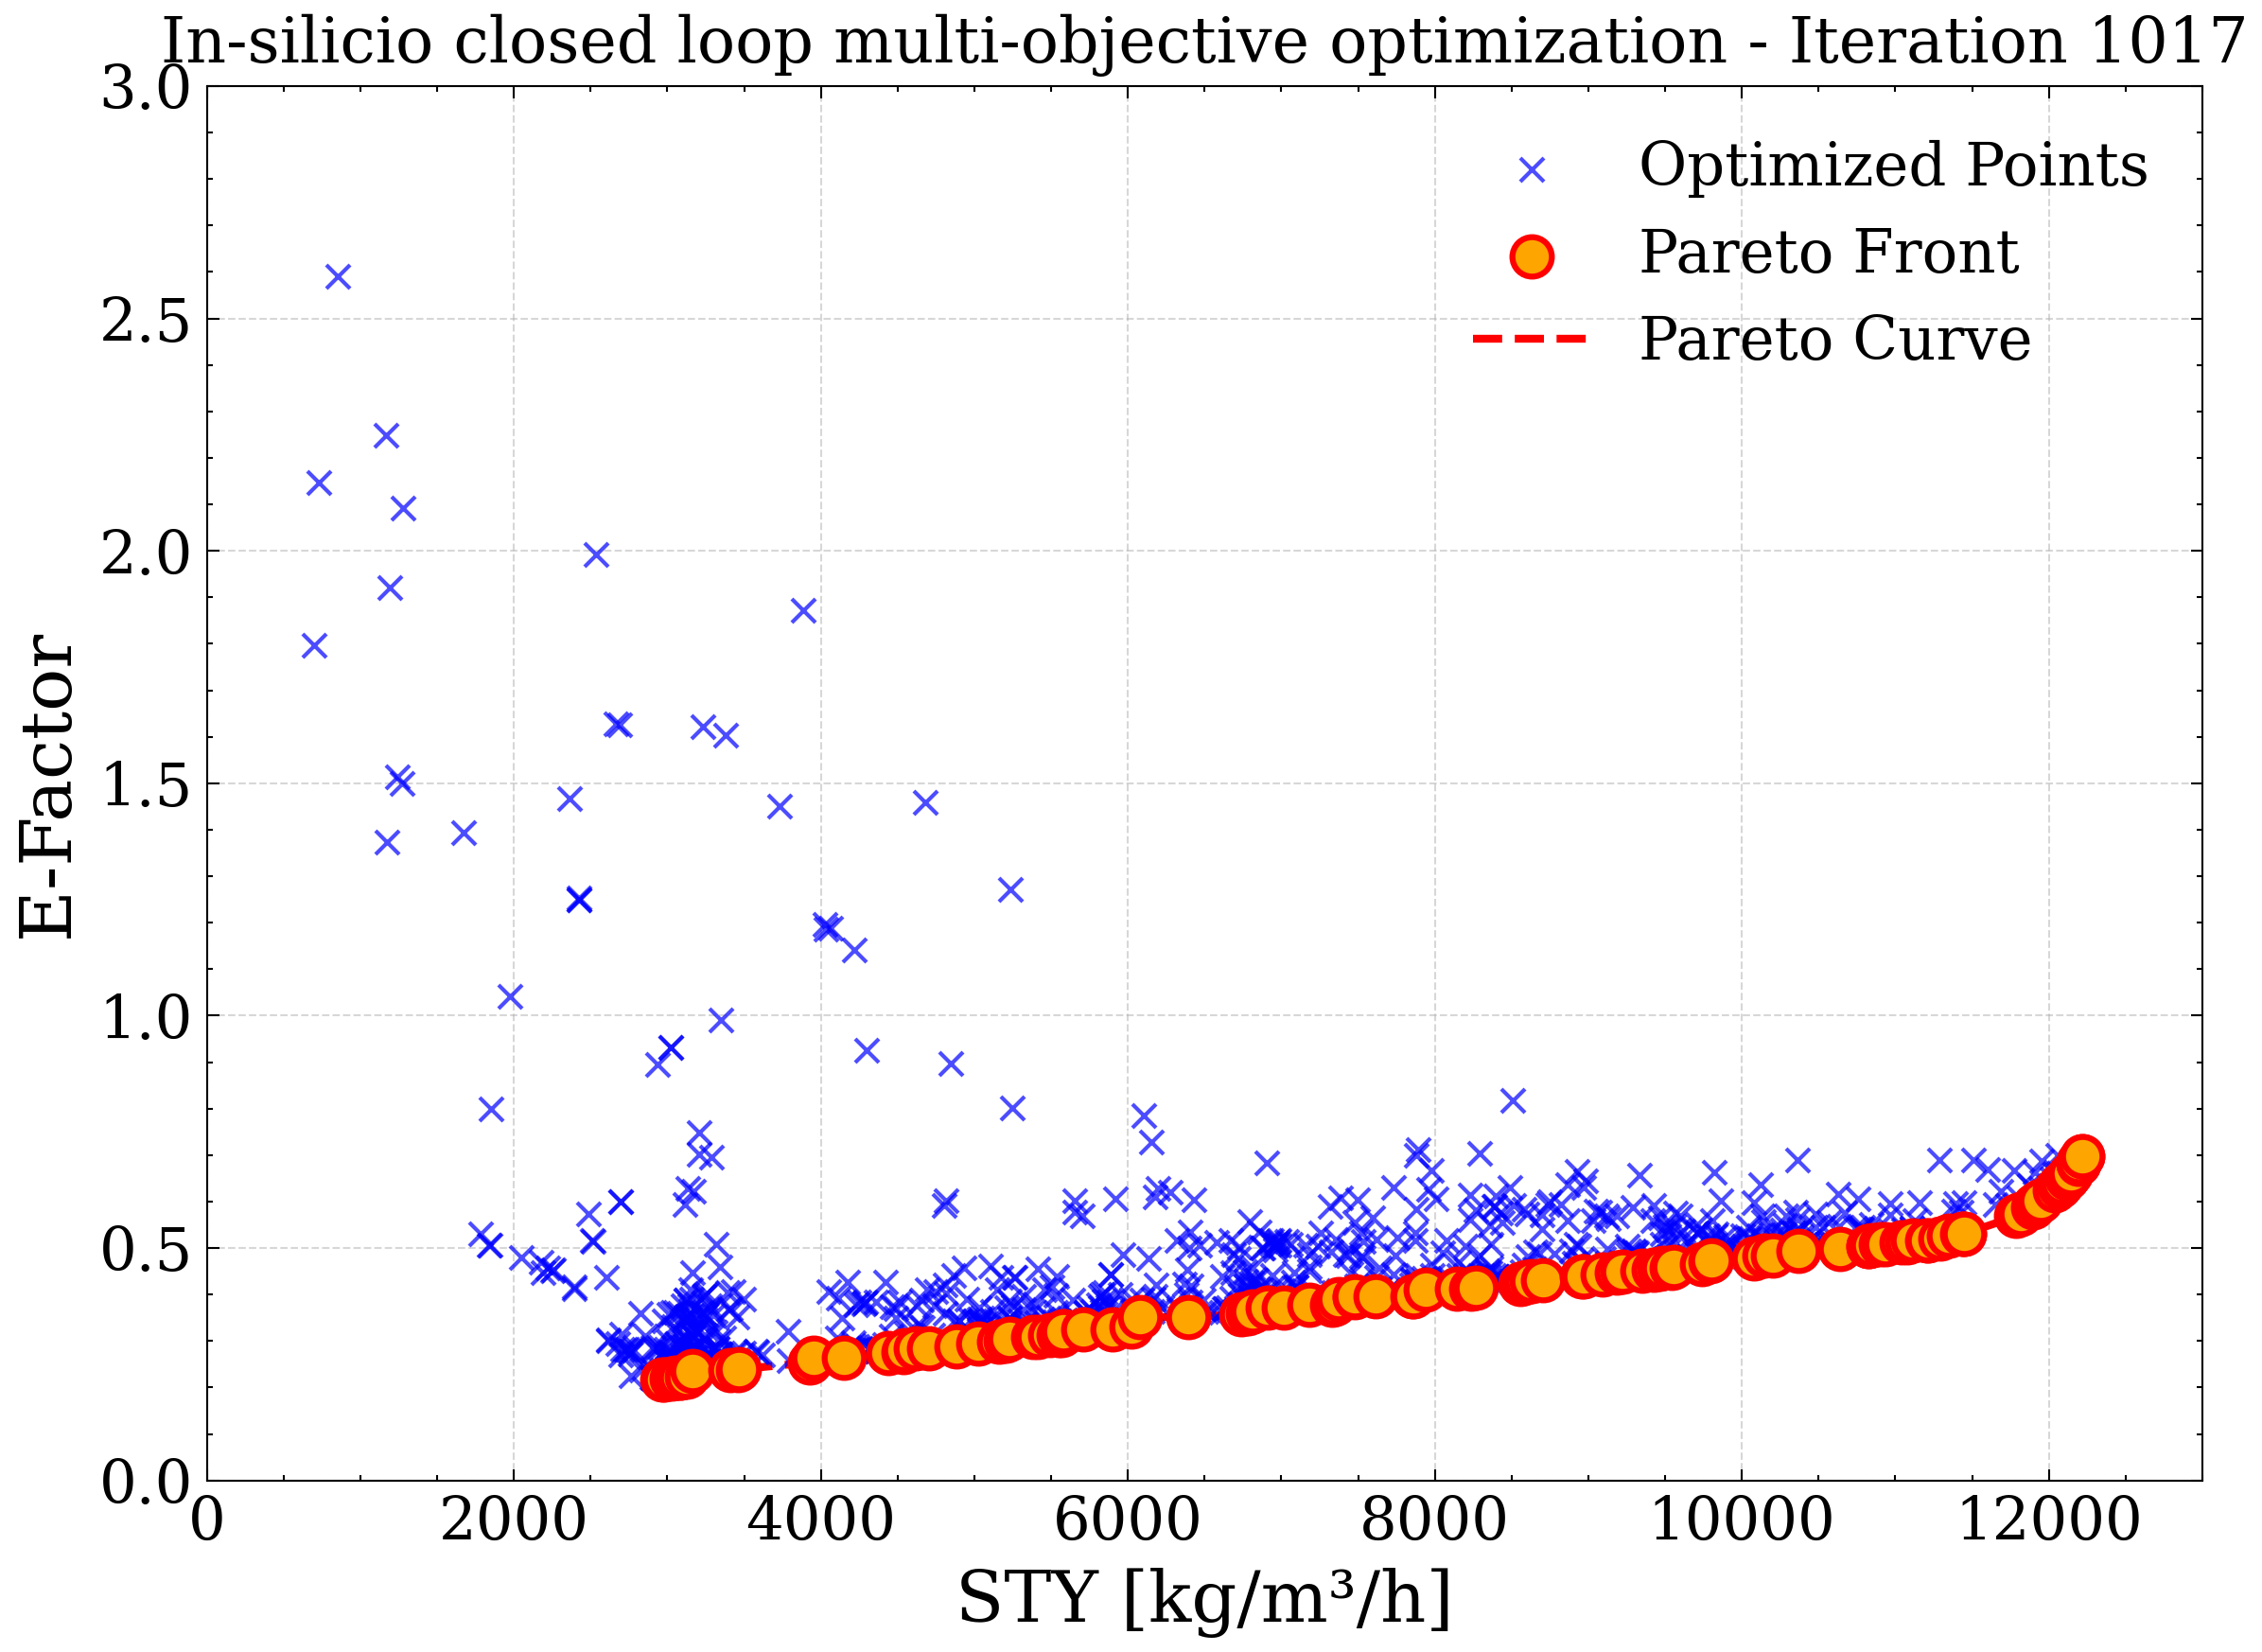 In-silicio closed loop multi-objective optimization - Iteration 1017
3.0
2.5
2.0
1.5
1.0
0.5
0.0
E-Factor
Optimized Points
Pareto Front
Pareto Curve
0 2000 4000 6000 8000 10000 12000
STY [kg/m³/h]